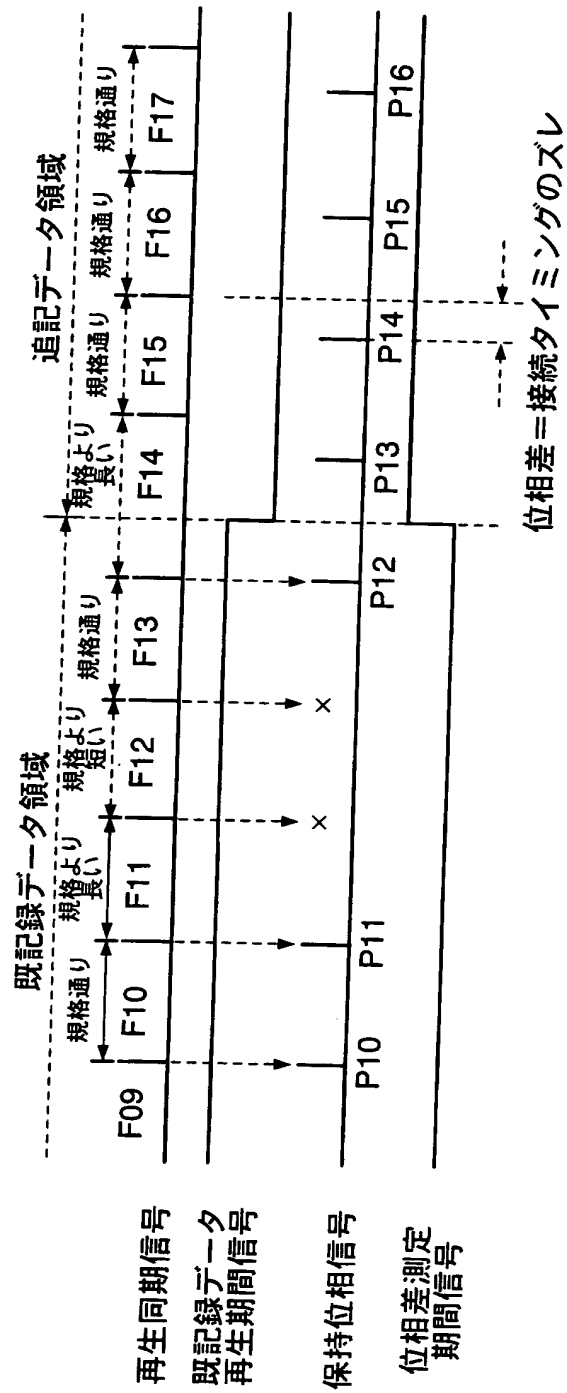 既記録データ領域
追記データ領域
規格通り
規格より
長い
規格より
短い
規格通り
規格より
長い
規格通り
規格通り
規格通り
再生同期信号
F09
F10
F11
F12
F13
F14
F15
F16
F17
既記録データ
再生期間信号
保持位相信号
P10
P11
×
×
P12
P13
P14
P15
P16
位相差測定
期間信号
位相差=接続タイミングのズレ